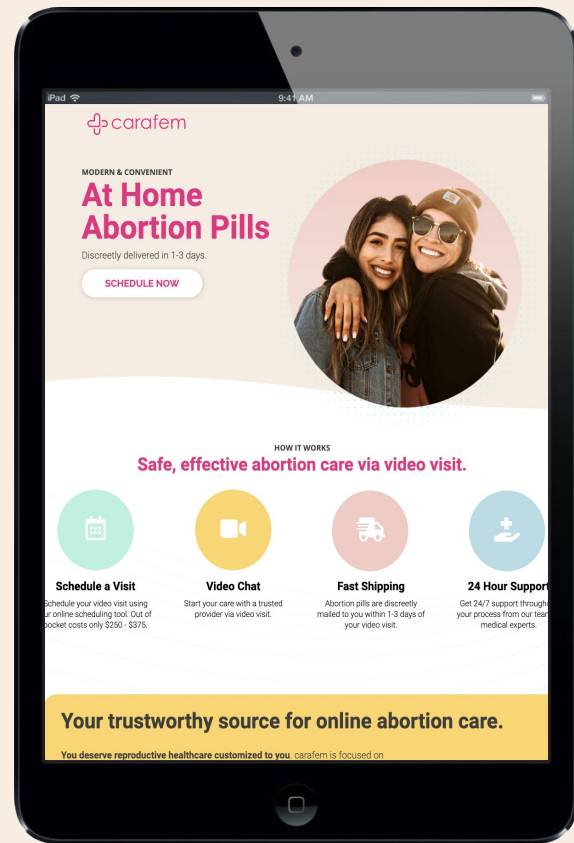 iPad 9:41 AM
carafem
MODERN & CONVENIENT
At Home
Abortion Pills
Discreetly delivered in 1-3 days.
SCHEDULE NOW
HOW IT WORKS
Safe, effective abortion care via video visit.
Schedule a Visit
Schedule your video visit using
ur online scheduling tool. Out of
pocket costs only $250 - $375.
Video Chat
Start your care with a trusted
provider via video visit.
Fast Shipping
Abortion pills are discreetly
mailed to you within 1-3 days of
your video visit.
24 Hour Support
Get 24/7 support through
your process from our team
medical experts.
Your trustworthy source for online abortion care.
You deserve reproductive healthcare customized to you. carafem is focused on